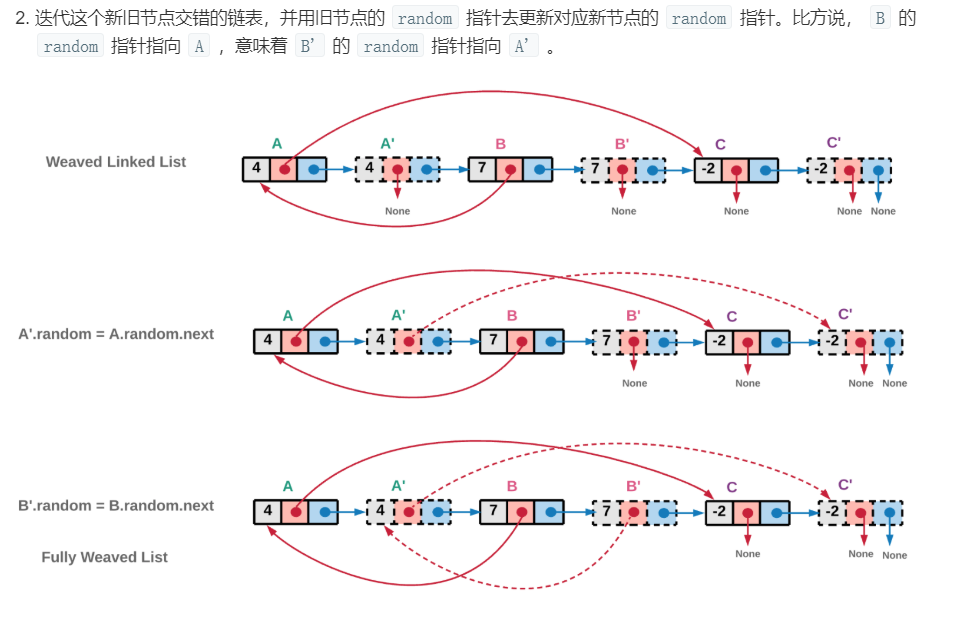 2. 迭代这个新旧节点交错的链表，并用旧节点的 random 指针去更新对应新节点的 random 指针。比方说， B 的
random 指针指向 A ，意味着 B' 的 random 指针指向 A' 。
A A' B B' C C'
Weaved Linked List 4 4 7 7 -2 -2
None None None None None
A A' B B' C C'
A'.random = A.random.next 4 4 7 7 -2 -2
None None None None
A A' B B' C C'
B'.random = B.random.next 4 4 7 7 -2 -2
Fully Weaved List None None None